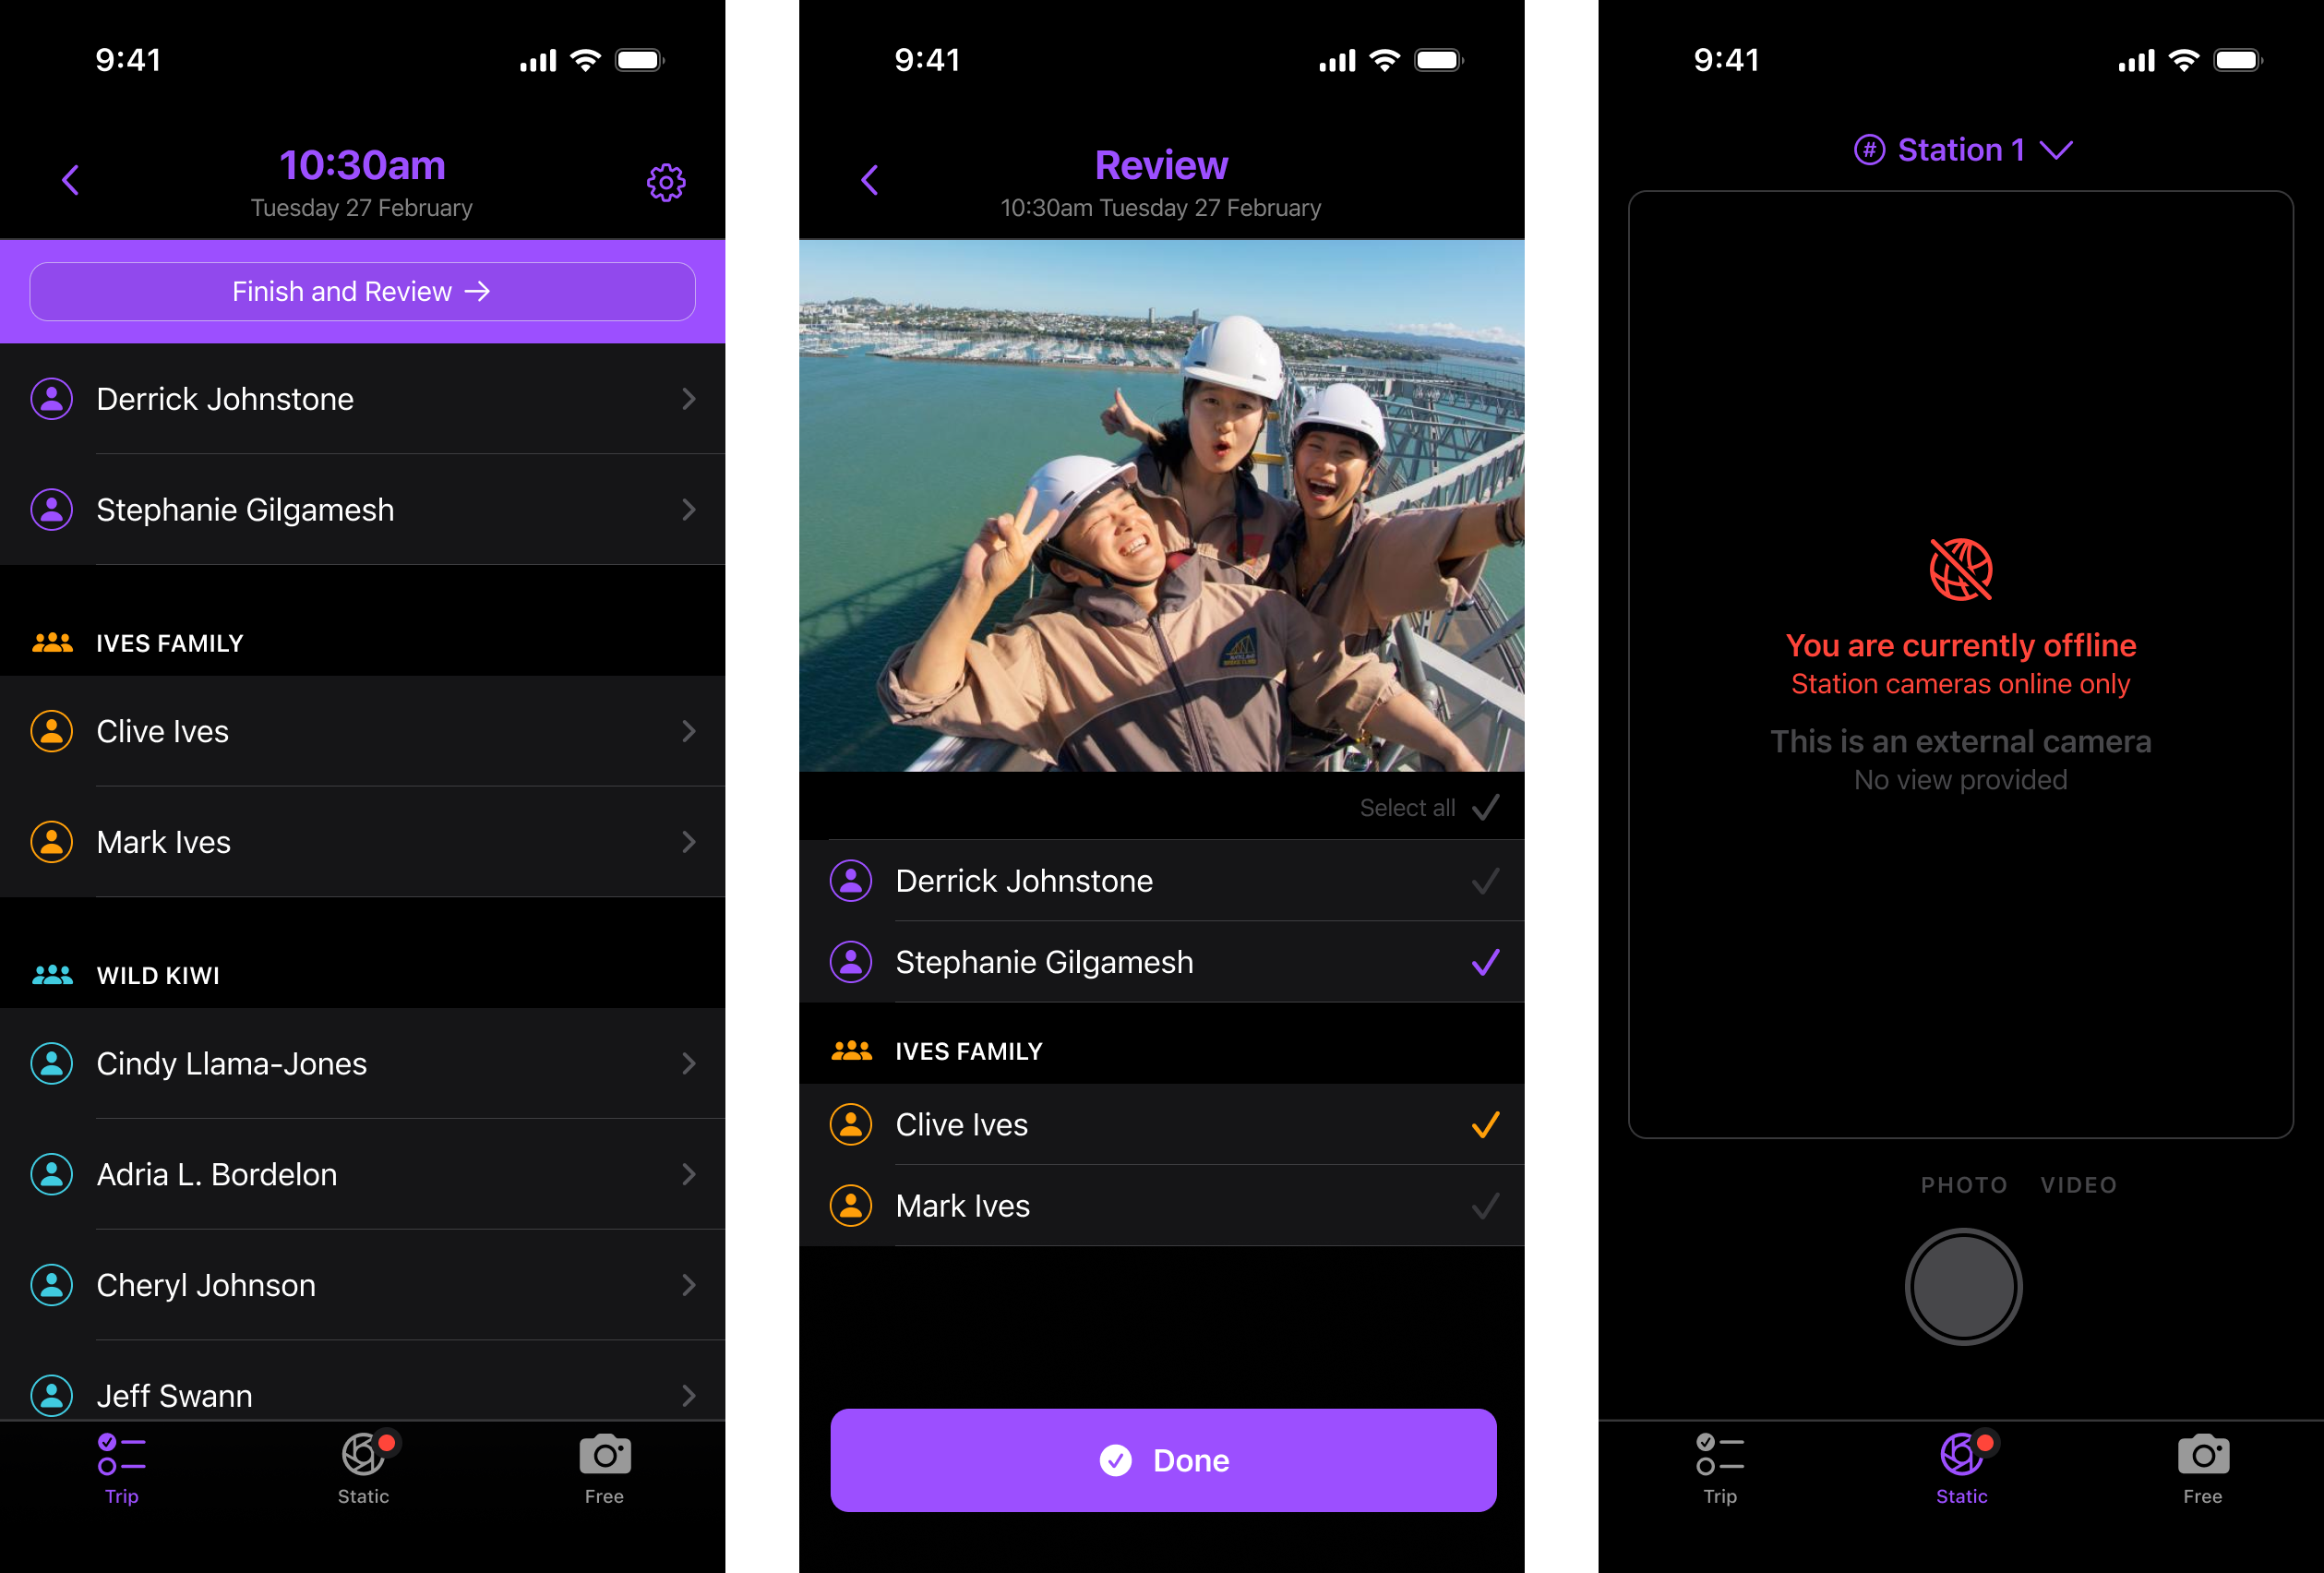 9:41
10:30am
Tuesday 27 February
Finish and Review →
Derrick Johnstone
Stephanie Gilgamesh
IVES FAMILY
Clive Ives
Mark Ives
WILD KIWI
Cindy Llama-Jones
Adria L. Bordelon
Cheryl Johnson
Jeff Swann
Trip
Static
Free
9:41
Review
10:30am Tuesday 27 February
Select all
Derrick Johnstone
Stephanie Gilgamesh
IVES FAMILY
Clive Ives
Mark Ives
Done
9:41
# Station 1
You are currently offline
Station cameras online only
This is an external camera
No view provided
PHOTO VIDEO
Trip
Static
Free